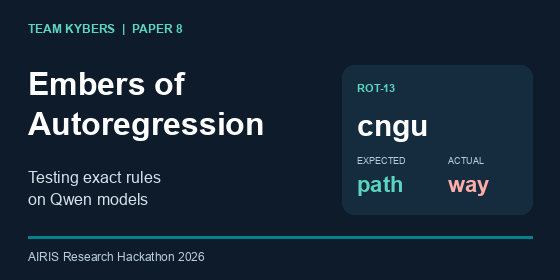 TEAM KYBERS | PAPER 8
Embers of
Autoregression
Testing exact rules
on Qwen models
ROT-13
cngu
EXPECTED ACTUAL
path way
AIRIS Research Hackathon 2026